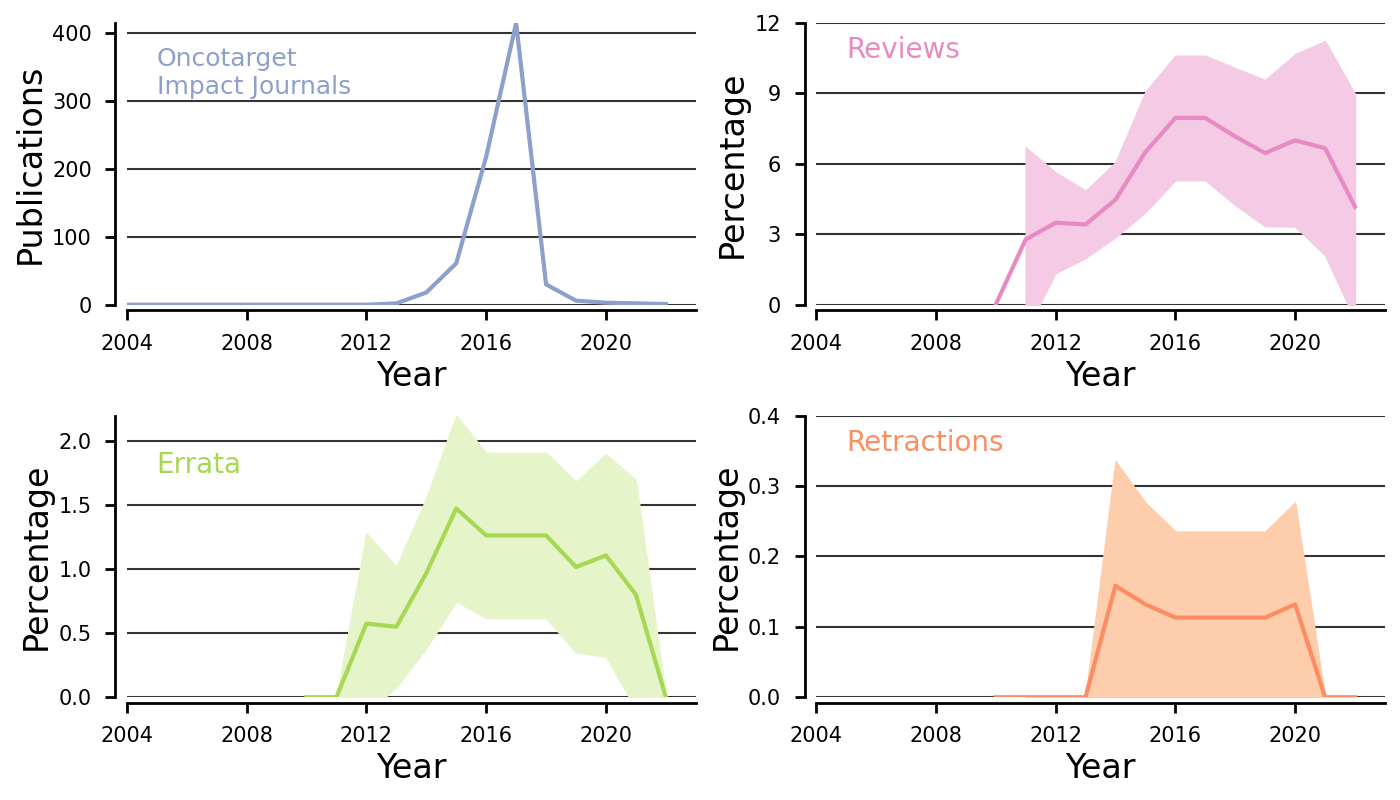 Publications
400
300
200
100
0
Oncotarget
Impact Journals
2004 2008 2012 2016 2020
Year
Percentage
12
9
6
3
0
Reviews
2004 2008 2012 2016 2020
Year
Percentage
2.0
1.5
1.0
0.5
0.0
Errata
2004 2008 2012 2016 2020
Year
Percentage
0.4
0.3
0.2
0.1
0.0
Retractions
2004 2008 2012 2016 2020
Year